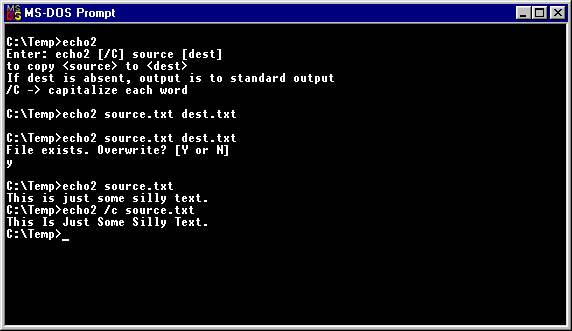 MS-DOS Prompt
C:\Temp>echo2
Enter: echo2 [/C] source [dest]
to copy <source> to <dest>
If dest is absent, output is to standard output
/C -> capitalize each word
C:\Temp>echo2 source.txt dest.txt
C:\Temp>echo2 source.txt dest.txt
File exists. Overwrite? [Y or N]
y
C:\Temp>echo2 source.txt
This is just some silly text.
C:\Temp>echo2 /c source.txt
This Is Just Some Silly Text.
C:\Temp>_